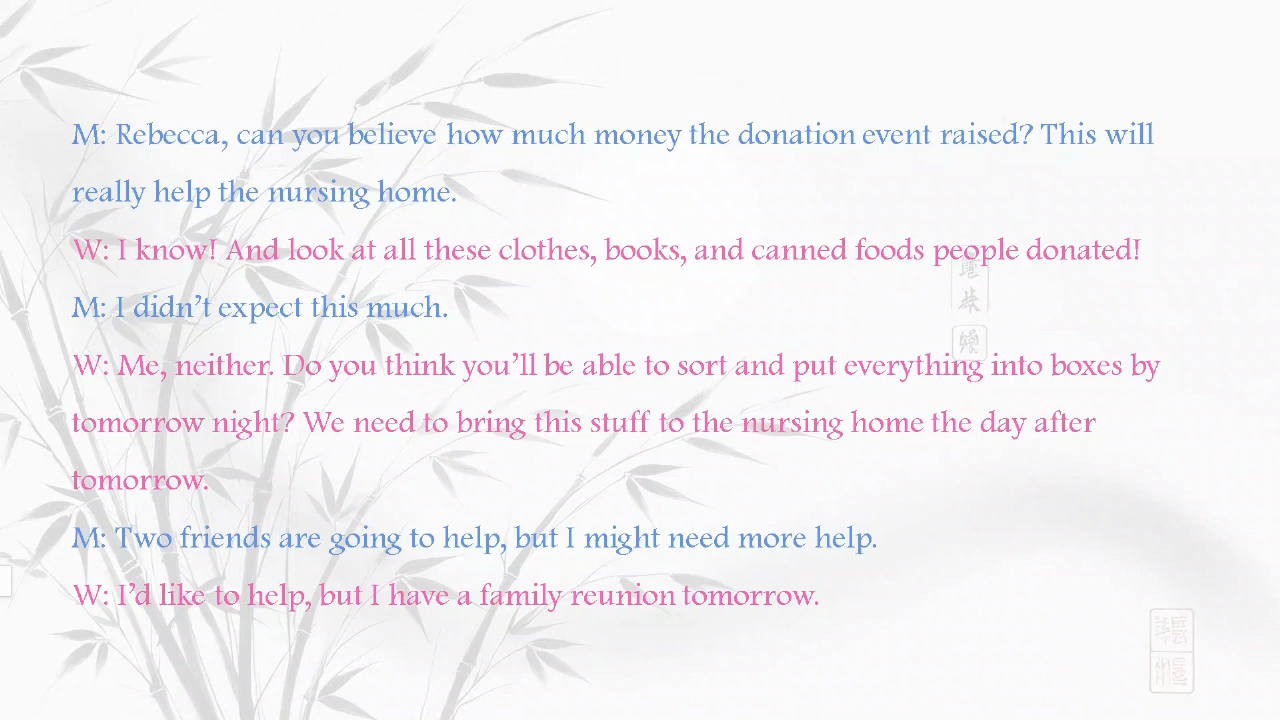 M: Rebecca, can you believe how much money the donation event raised? This will
really help the nursing home.
W: I know! And look at all these clothes, books, and canned foods people donated!
M: I didn’t expect this much.
W: Me, neither. Do you think you’ll be able to sort and put everything into boxes by
tomorrow night? We need to bring this stuff to the nursing home the day after
tomorrow.
M: Two friends are going to help, but I might need more help.
W: I’d like to help, but I have a family reunion tomorrow.